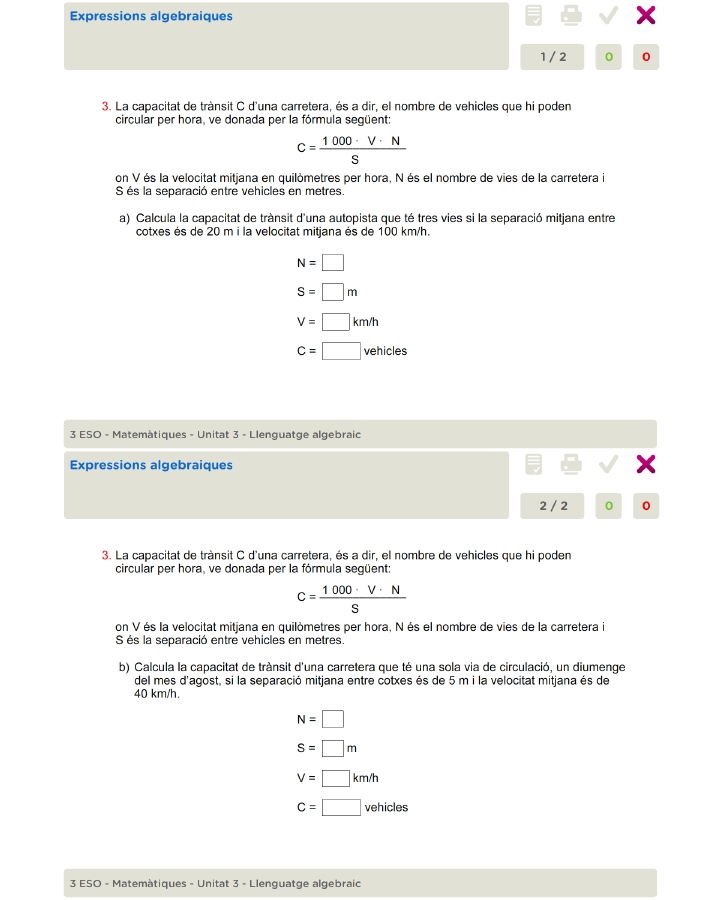 Expressions algebraiques
1 / 2 0 0
3. La capacitat de trànsit C d'una carretera, és a dir, el nombre de vehicles que hi poden
circular per hora, ve donada per la fórmula següent:
C = 1 000 · V · N / S
on V és la velocitat mitjana en quilòmetres per hora, N és el nombre de vies de la carretera i
S és la separació entre vehicles en metres.
a) Calcula la capacitat de trànsit d'una autopista que té tres vies si la separació mitjana entre
cotxes és de 20 m i la velocitat mitjana és de 100 km/h.
N =
S = m
V = km/h
C = vehicles
3 ESO - Matemàtiques - Unitat 3 - Llenguatge algebraic
Expressions algebraiques
2 / 2 0 0
3. La capacitat de trànsit C d'una carretera, és a dir, el nombre de vehicles que hi poden
circular per hora, ve donada per la fórmula següent:
C = 1 000 · V · N / S
on V és la velocitat mitjana en quilòmetres per hora, N és el nombre de vies de la carretera i
S és la separació entre vehicles en metres.
b) Calcula la capacitat de trànsit d'una carretera que té una sola via de circulació, un diumenge
del mes d'agost, si la separació mitjana entre cotxes és de 5 m i la velocitat mitjana és de
40 km/h.
N =
S = m
V = km/h
C = vehicles
3 ESO - Matemàtiques - Unitat 3 - Llenguatge algebraic